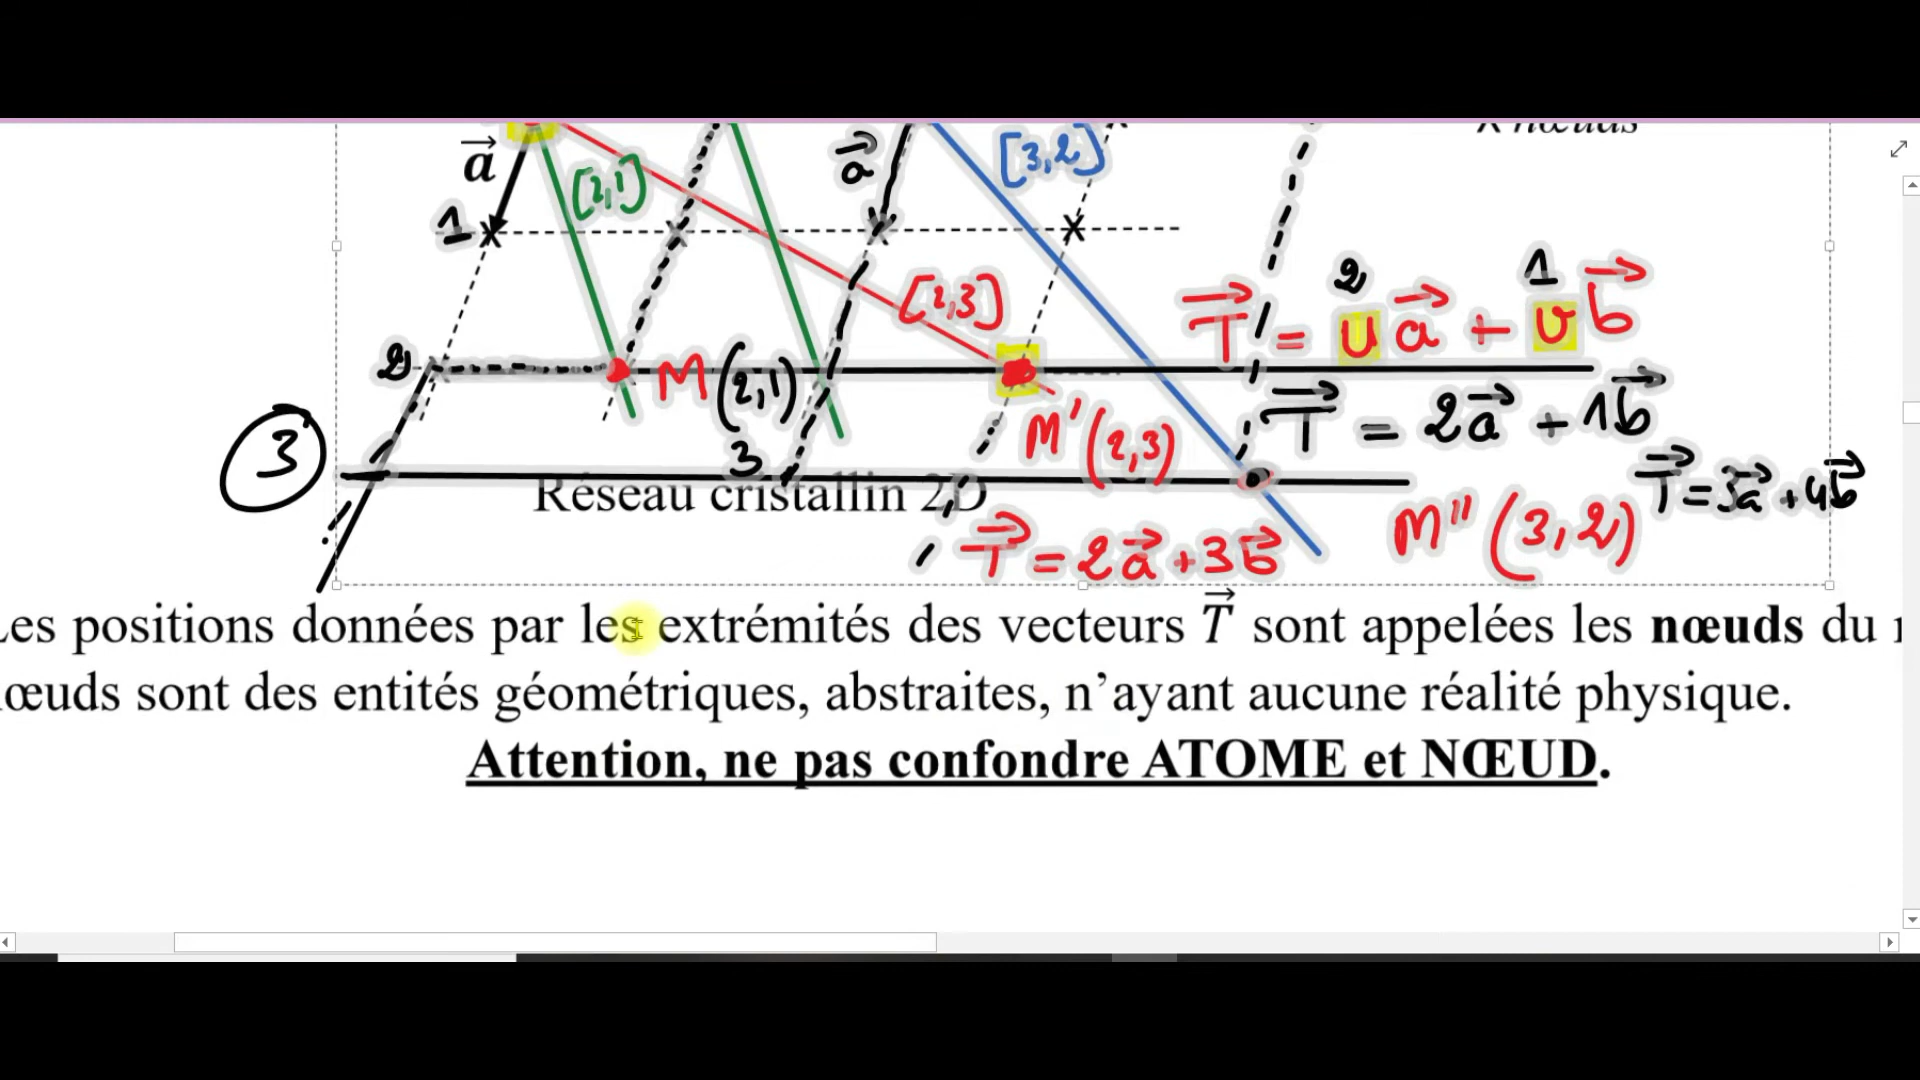 nœuds
a
a
[3,2]
[2,1]
1
2 1
[2,3]
T = u a + v b
2 M (2,1)
T = 2a + 1b
3
3
M' (2,3)
T = 3a + 4b
Réseau cristallin 2D
M'' (3,2)
T = 2a + 3b
es positions données par les extrémités des vecteurs T sont appelées les nœuds du
œuds sont des entités géométriques, abstraites, n'ayant aucune réalité physique.
Attention, ne pas confondre ATOME et NŒUD.